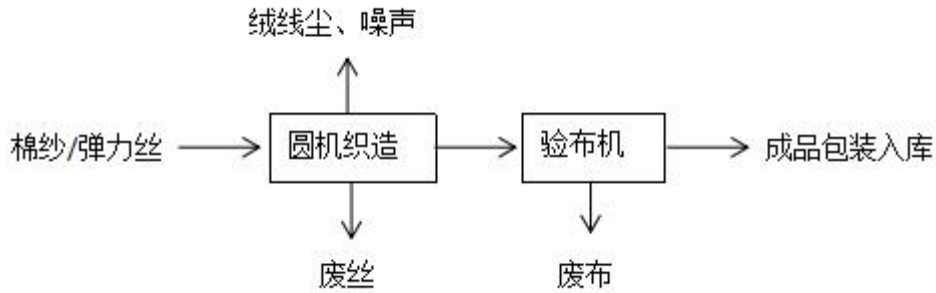 绒线尘、噪声
棉纱/弹力丝
圆机织造
验布机
成品包装入库
废丝
废布